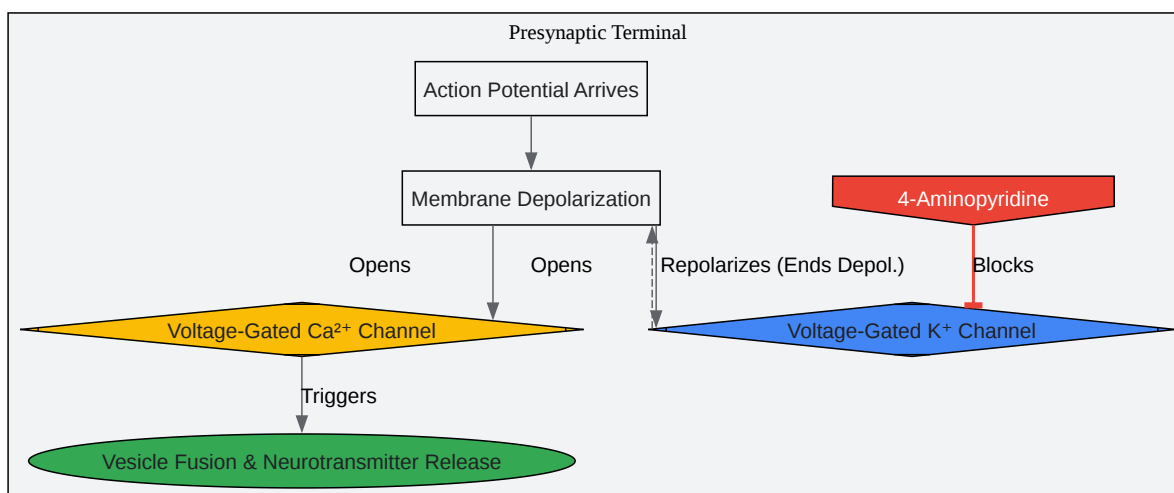 Presynaptic Terminal
Action Potential Arrives
Membrane Depolarization
4-Aminopyridine
Opens
Opens
Repolarizes (Ends Depol.)
Blocks
Voltage-Gated Ca²⁺ Channel
Voltage-Gated K⁺ Channel
Triggers
Vesicle Fusion & Neurotransmitter Release